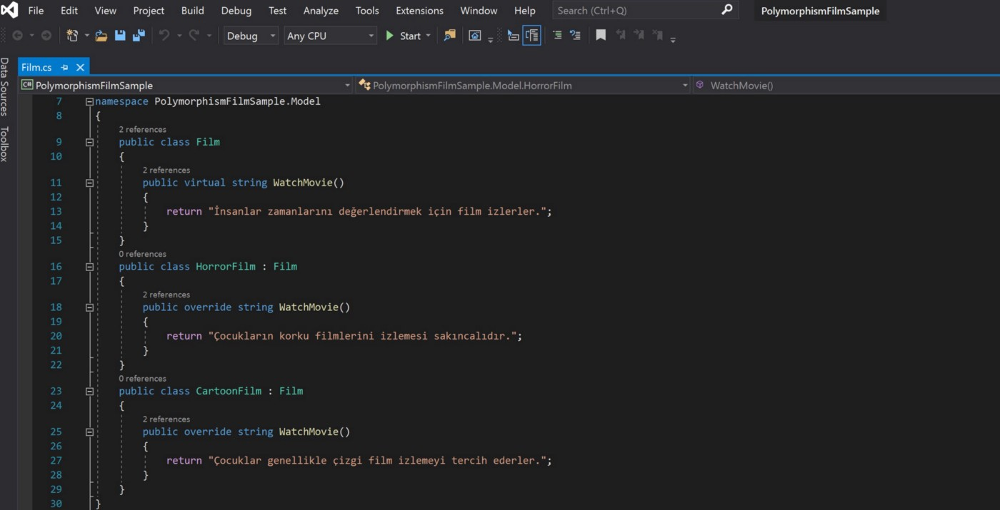 File Edit View Project Build Debug Test Analyze Tools Extensions Window Help Search (Ctrl+Q) PolymorphismFilmSample
Debug Any CPU Start
Data Sources
Toolbox
Film.cs
C# PolymorphismFilmSample PolymorphismFilmSample.Model.HorrorFilm WatchMovie()
7 namespace PolymorphismFilmSample.Model
8 {
2 references
9 public class Film
10 {
2 references
11 public virtual string WatchMovie()
12 {
13 return "İnsanlar zamanlarını değerlendirmek için film izlerler.";
14 }
15 }
0 references
16 public class HorrorFilm : Film
17 {
2 references
18 public override string WatchMovie()
19 {
20 return "Çocukların korku filmlerini izlemesi sakıncalıdır.";
21 }
22 }
0 references
23 public class CartoonFilm : Film
24 {
2 references
25 public override string WatchMovie()
26 {
27 return "Çocuklar genellikle çizgi film izlemeyi tercih ederler.";
28 }
29 }
30 }